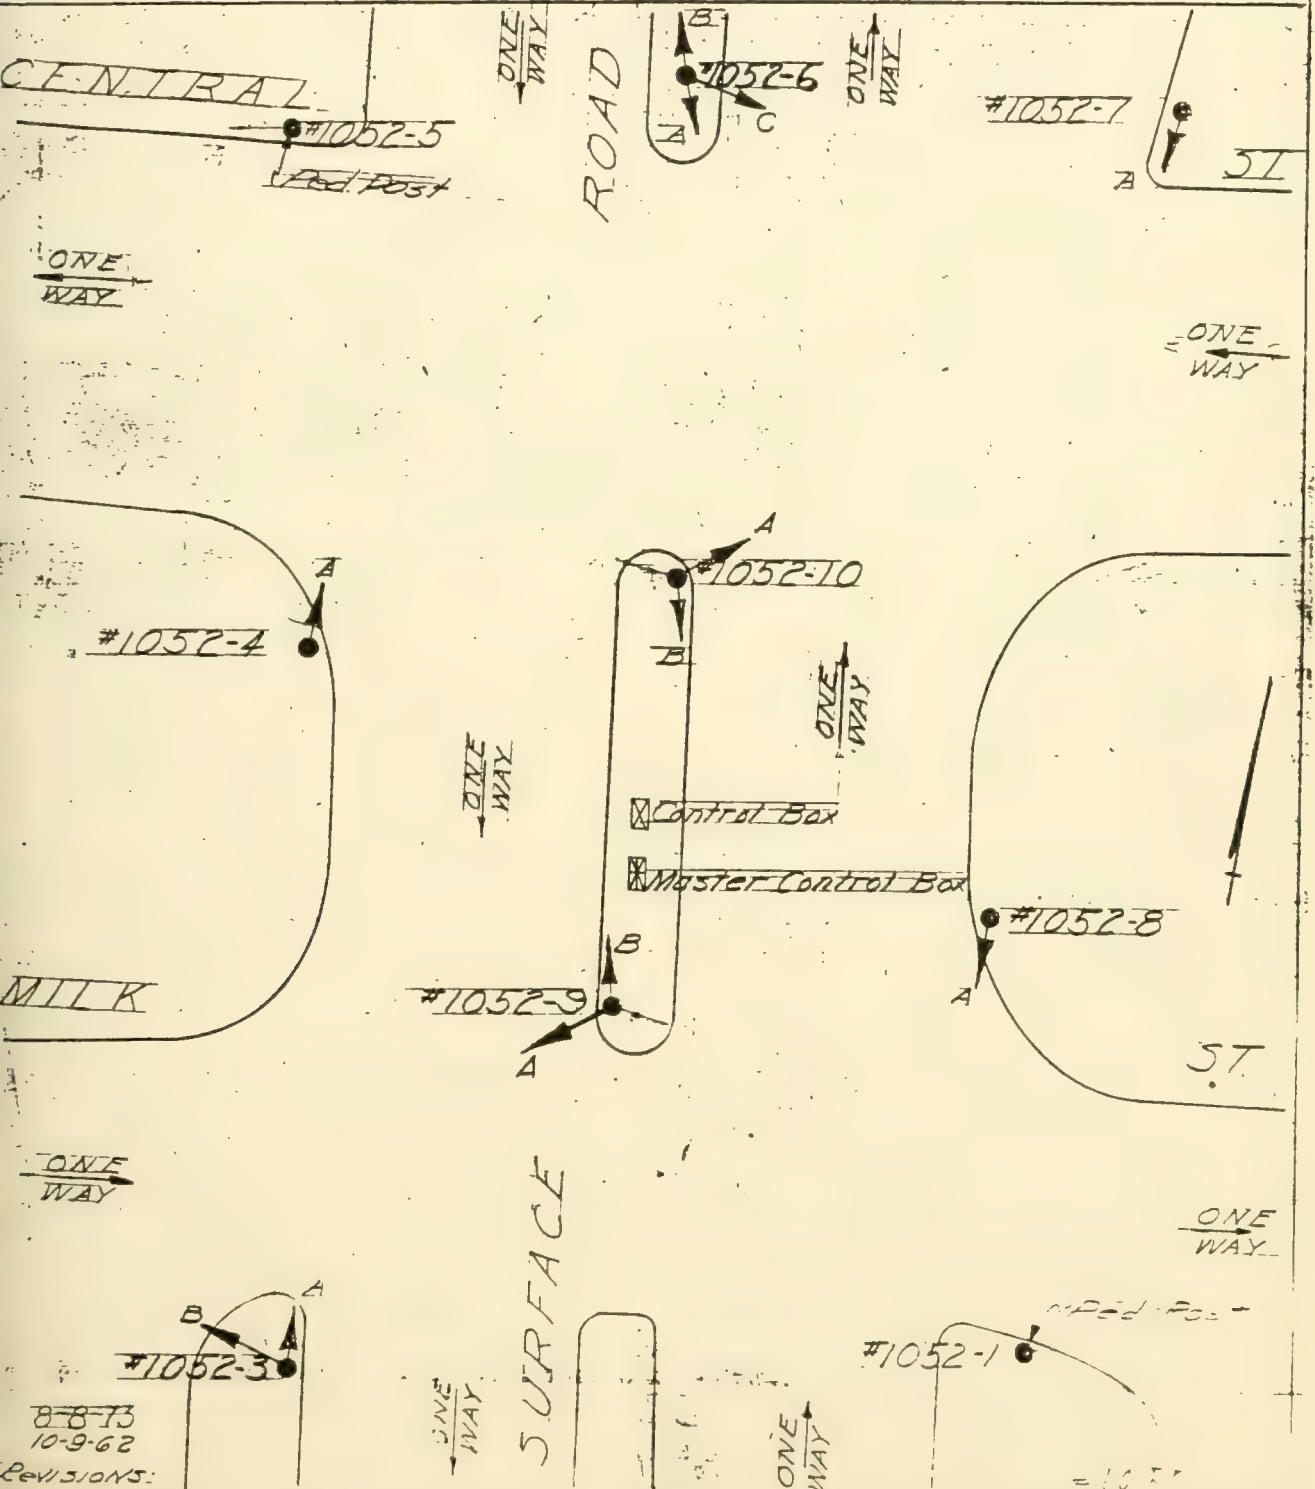 B
ONE
WAY
ROAD
ONE
WAY
#1052-6
CENTRAL
#1052-7
#1052-5
A
C
Ped Post
A
ST
ONE
WAY
ONE
WAY
A
#1052-10
A
#1052-4
B
ONE
WAY
ONE
WAY
Control Box
Master Control Box
#1052-8
B
MILK
#1052-9
A
A
ST.
ONE
WAY
SURFACE
ONE
WAY
A
B
Ped Post
#1052-1
#1052-3
ONE
WAY
ONE
WAY
8-8-73
10-9-62
Revisions: